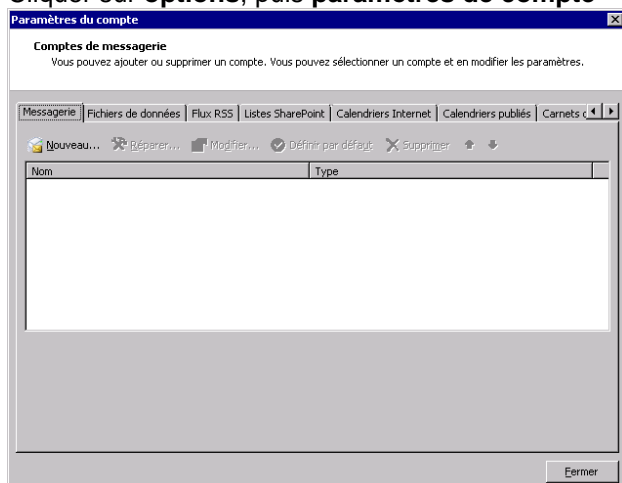 Cliquer sur options, puis paramètres de compte
Paramètres du compte
Comptes de messagerie
Vous pouvez ajouter ou supprimer un compte. Vous pouvez sélectionner un compte et en modifier les paramètres.
Messagerie Fichiers de données Flux RSS Listes SharePoint Calendriers Internet Calendriers publiés Carnets
Nouveau... Réparer... Modifier... Définir par défaut Supprimer
Nom Type
Fermer